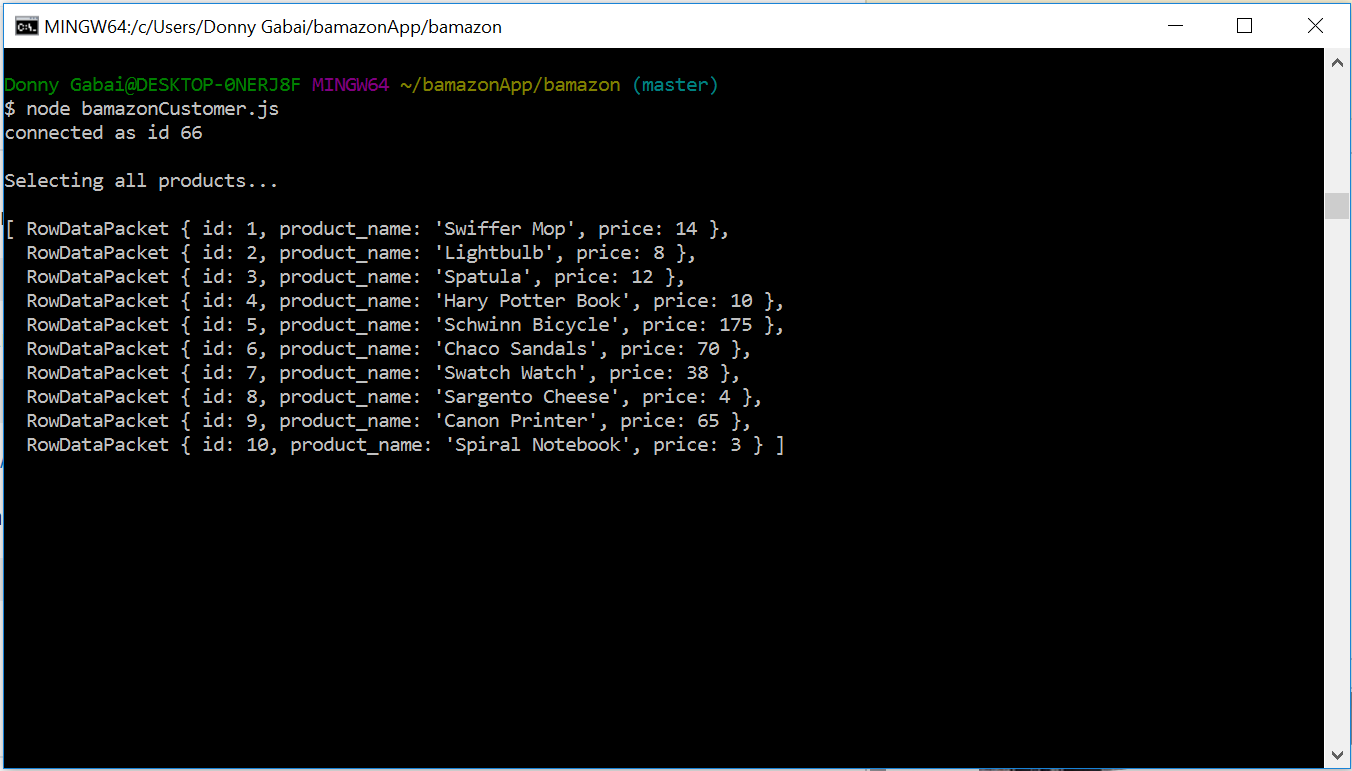 MINGW64:/c/Users/Donny Gabai/bamazonApp/bamazon
Donny Gabai@DESKTOP-0NERJ8F MINGW64 ~/bamazonApp/bamazon (master)
$ node bamazonCustomer.js
connected as id 66
Selecting all products...
[ RowDataPacket { id: 1, product_name: 'Swiffer Mop', price: 14 },
  RowDataPacket { id: 2, product_name: 'Lightbulb', price: 8 },
  RowDataPacket { id: 3, product_name: 'Spatula', price: 12 },
  RowDataPacket { id: 4, product_name: 'Hary Potter Book', price: 10 },
  RowDataPacket { id: 5, product_name: 'Schwinn Bicycle', price: 175 },
  RowDataPacket { id: 6, product_name: 'Chaco Sandals', price: 70 },
  RowDataPacket { id: 7, product_name: 'Swatch Watch', price: 38 },
  RowDataPacket { id: 8, product_name: 'Sargento Cheese', price: 4 },
  RowDataPacket { id: 9, product_name: 'Canon Printer', price: 65 },
  RowDataPacket { id: 10, product_name: 'Spiral Notebook', price: 3 } ]